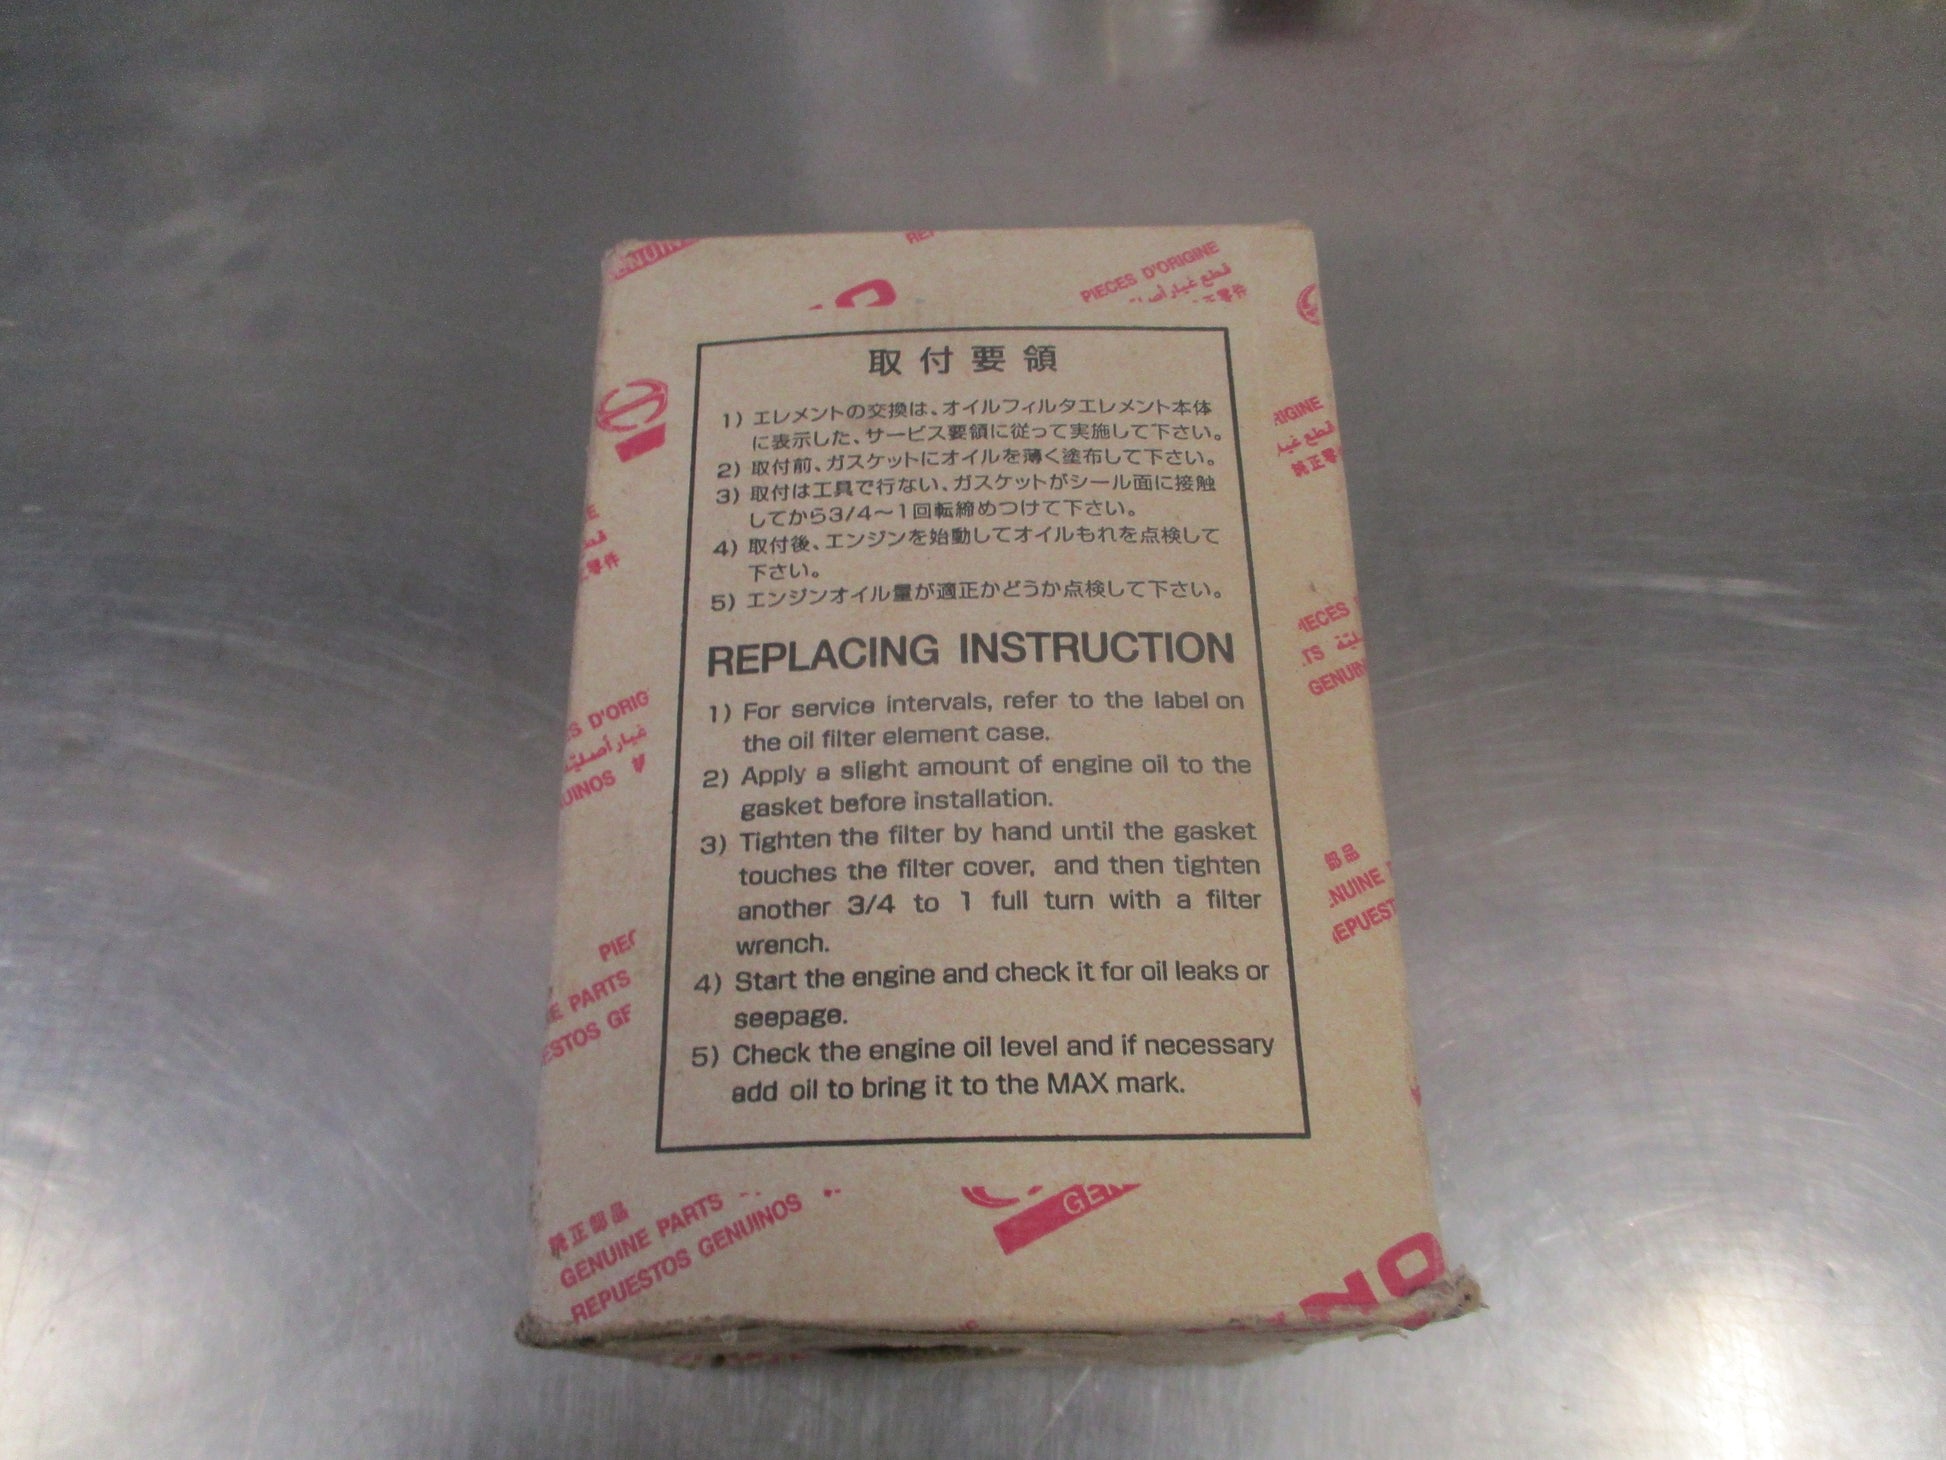 GENUINE
PIECES D'ORIGINE
取付要領
1) エレメントの交換は、オイルフィルタエレメント本体
に表示した、サービス要領に従って実施して下さい。
2) 取付前、ガスケットにオイルを薄く塗布して下さい。
3) 取付は工具で行ない、ガスケットがシール面に接触
してから3/4〜1回転締めつけて下さい。
4) 取付後、エンジンを始動してオイルもれを点検して
下さい。
5) エンジンオイル量が適正かどうか点検して下さい。
REPLACING INSTRUCTION
1) For service intervals, refer to the label on
the oil filter element case.
2) Apply a slight amount of engine oil to the
gasket before installation.
3) Tighten the filter by hand until the gasket
touches the filter cover, and then tighten
another 3/4 to 1 full turn with a filter
wrench.
4) Start the engine and check it for oil leaks or
seepage.
5) Check the engine oil level and if necessary
add oil to bring it to the MAX mark.
純正部品
GENUINE PARTS
REPUESTOS GENUINOS